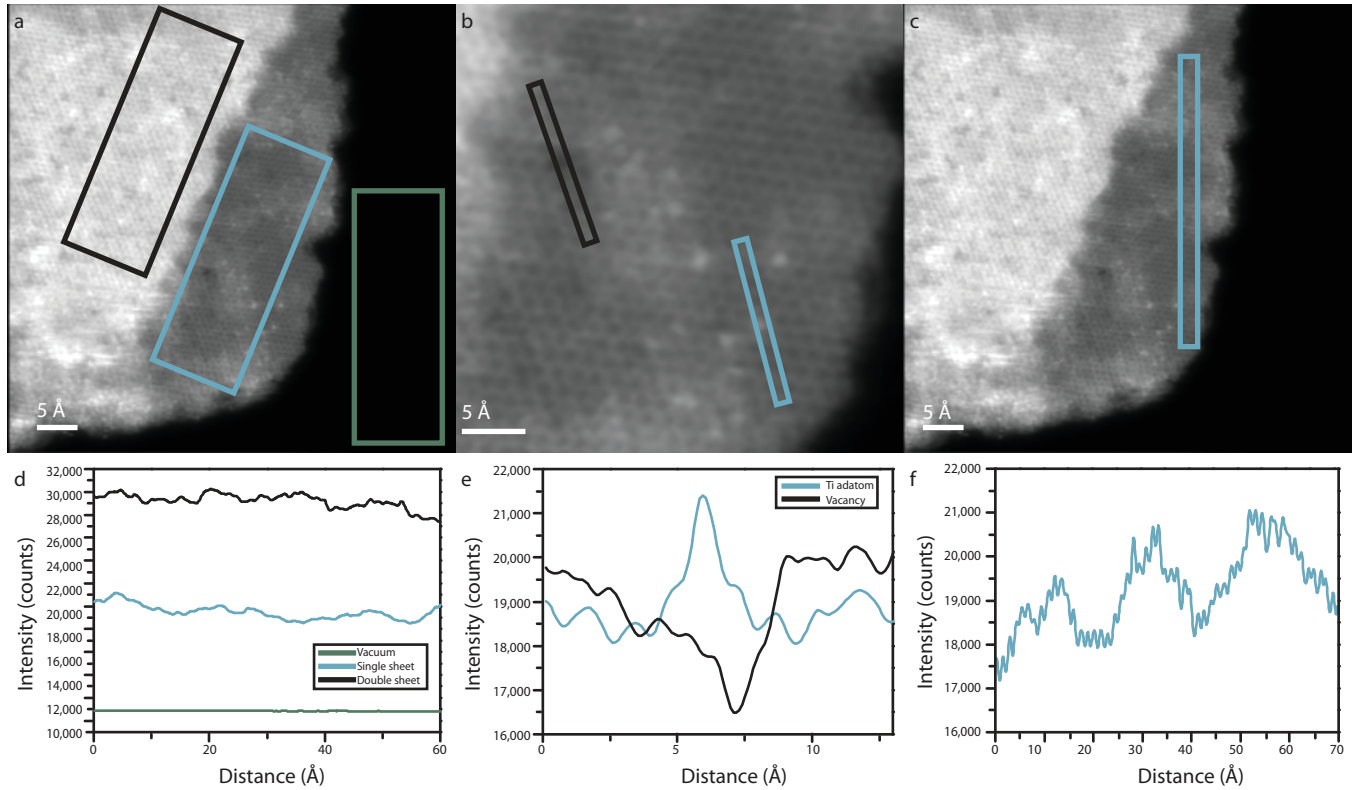 a
b
c
5 Å
5 Å
5 Å
d
e
f
Intensity (counts)
32,000
30,000
28,000
26,000
24,000
22,000
20,000
18,000
16,000
14,000
12,000
10,000
Vacuum
Single sheet
Double sheet
0
20
40
60
Distance (Å)
Intensity (counts)
22,000
21,000
20,000
19,000
18,000
17,000
16,000
Ti adatom
Vacancy
0
5
10
Distance (Å)
Intensity (counts)
22,000
21,000
20,000
19,000
18,000
17,000
16,000
0
10
20
30
40
50
60
70
Distance (Å)